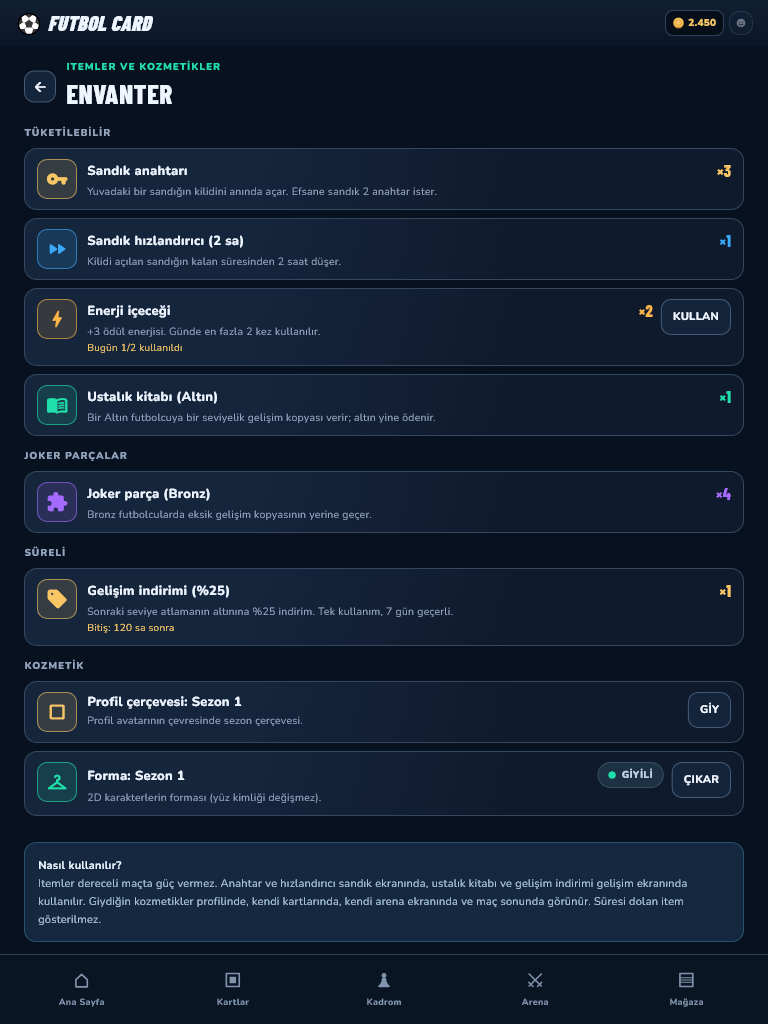 FUTBOL CARD
2.450
ITEMLER VE KOZMETİKLER
ENVANTER
TÜKETİLEBİLİR
Sandık anahtarı
×3
Yuvadaki bir sandığın kilidini anında açar. Efsane sandık 2 anahtar ister.
Sandık hızlandırıcı (2 sa)
×1
Kilidi açılan sandığın kalan süresinden 2 saat düşer.
Enerji içeceği
×2
KULLAN
+3 ödül enerjisi. Günde en fazla 2 kez kullanılır.
Bugün 1/2 kullanıldı
Ustalık kitabı (Altın)
×1
Bir Altın futbolcuya bir seviyelik gelişim kopyası verir; altın yine ödenir.
JOKER PARÇALAR
Joker parça (Bronz)
×4
Bronz futbolcularda eksik gelişim kopyasının yerine geçer.
SÜRELİ
Gelişim indirimi (%25)
×1
Sonraki seviye atlamanın altınına %25 indirim. Tek kullanım, 7 gün geçerli.
Bitiş: 120 sa sonra
KOZMETİK
Profil çerçevesi: Sezon 1
GİY
Profil avatarının çevresinde sezon çerçevesi.
Forma: Sezon 1
GİYİLİ
ÇIKAR
2D karakterlerin forması (yüz kimliği değişmez).
Nasıl kullanılır?
Itemler dereceli maçta güç vermez. Anahtar ve hızlandırıcı sandık ekranında, ustalık kitabı ve gelişim indirimi gelişim ekranında
kullanılır. Giydiğin kozmetikler profilinde, kendi kartlarında, kendi arena ekranında ve maç sonunda görünür. Süresi dolan item
gösterilmez.
Ana Sayfa
Kartlar
Kadrom
Arena
Mağaza